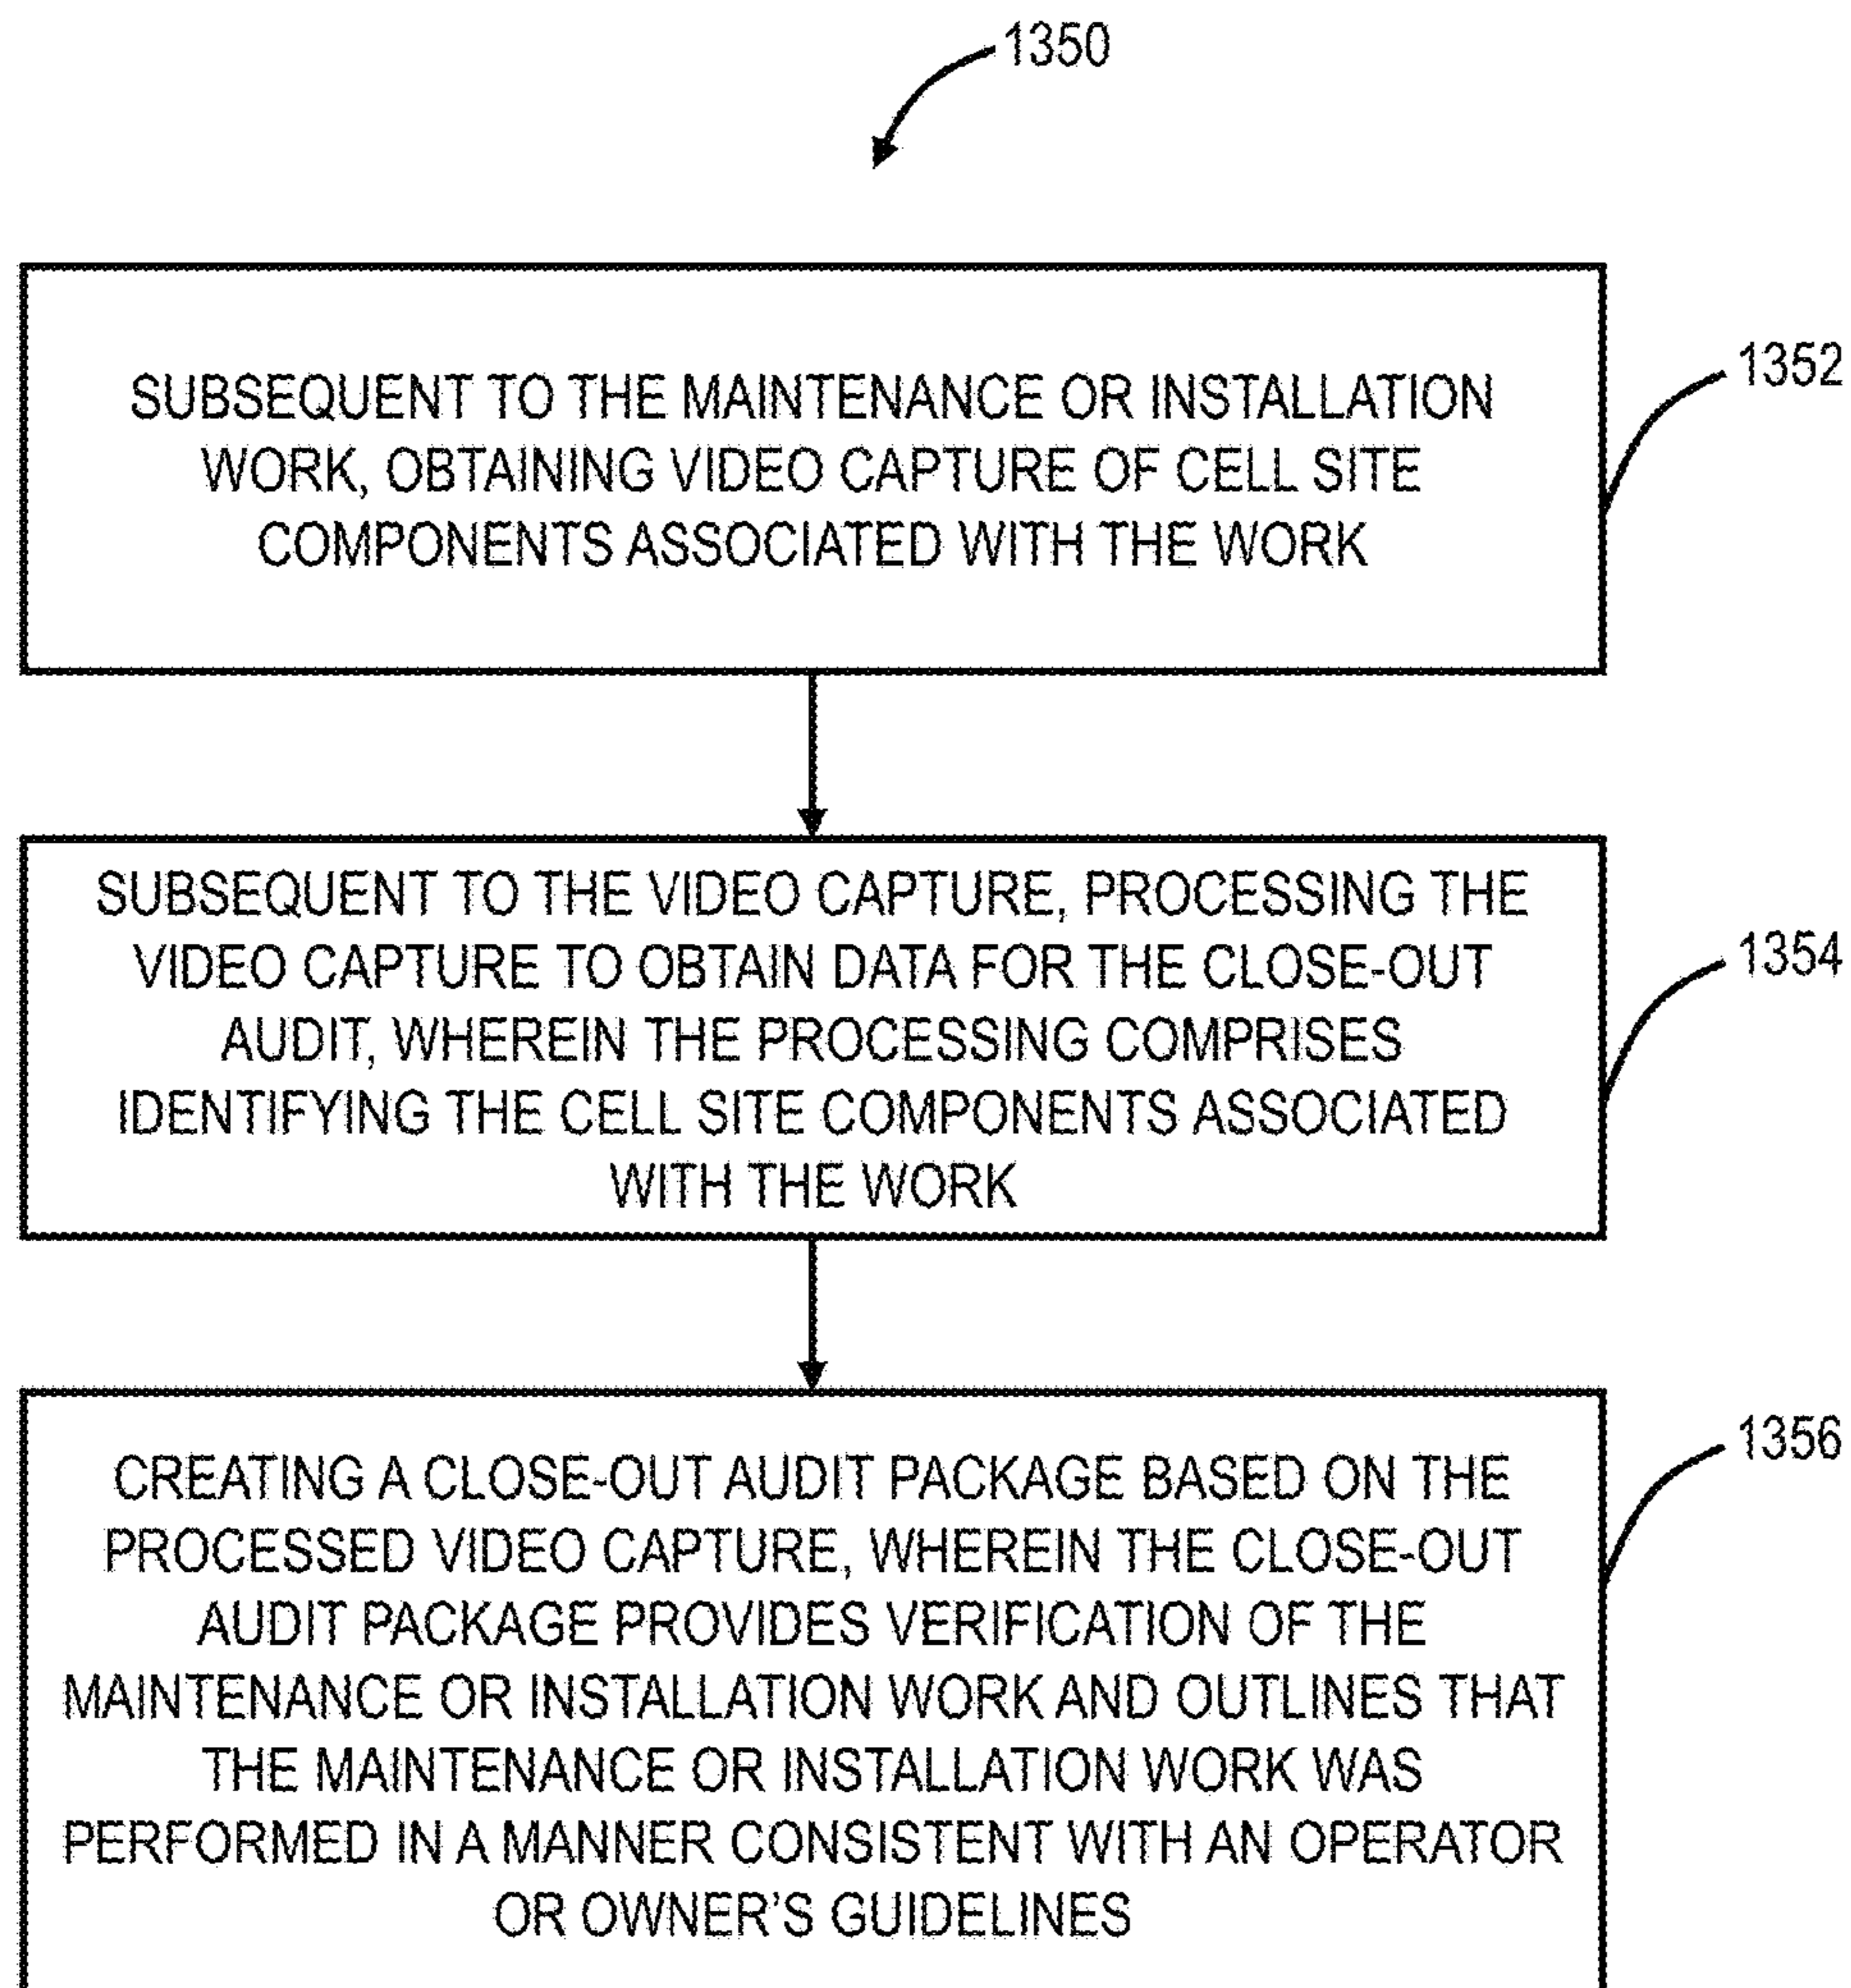 1350
SUBSEQUENT TO THE MAINTENANCE OR INSTALLATION
WORK, OBTAINING VIDEO CAPTURE OF CELL SITE
COMPONENTS ASSOCIATED WITH THE WORK
1352
SUBSEQUENT TO THE VIDEO CAPTURE, PROCESSING THE
VIDEO CAPTURE TO OBTAIN DATA FOR THE CLOSE-OUT
AUDIT, WHEREIN THE PROCESSING COMPRISES
IDENTIFYING THE CELL SITE COMPONENTS ASSOCIATED
WITH THE WORK
1354
CREATING A CLOSE-OUT AUDIT PACKAGE BASED ON THE
PROCESSED VIDEO CAPTURE, WHEREIN THE CLOSE-OUT
AUDIT PACKAGE PROVIDES VERIFICATION OF THE
MAINTENANCE OR INSTALLATION WORK AND OUTLINES THAT
THE MAINTENANCE OR INSTALLATION WORK WAS
PERFORMED IN A MANNER CONSISTENT WITH AN OPERATOR
OR OWNER'S GUIDELINES
1356